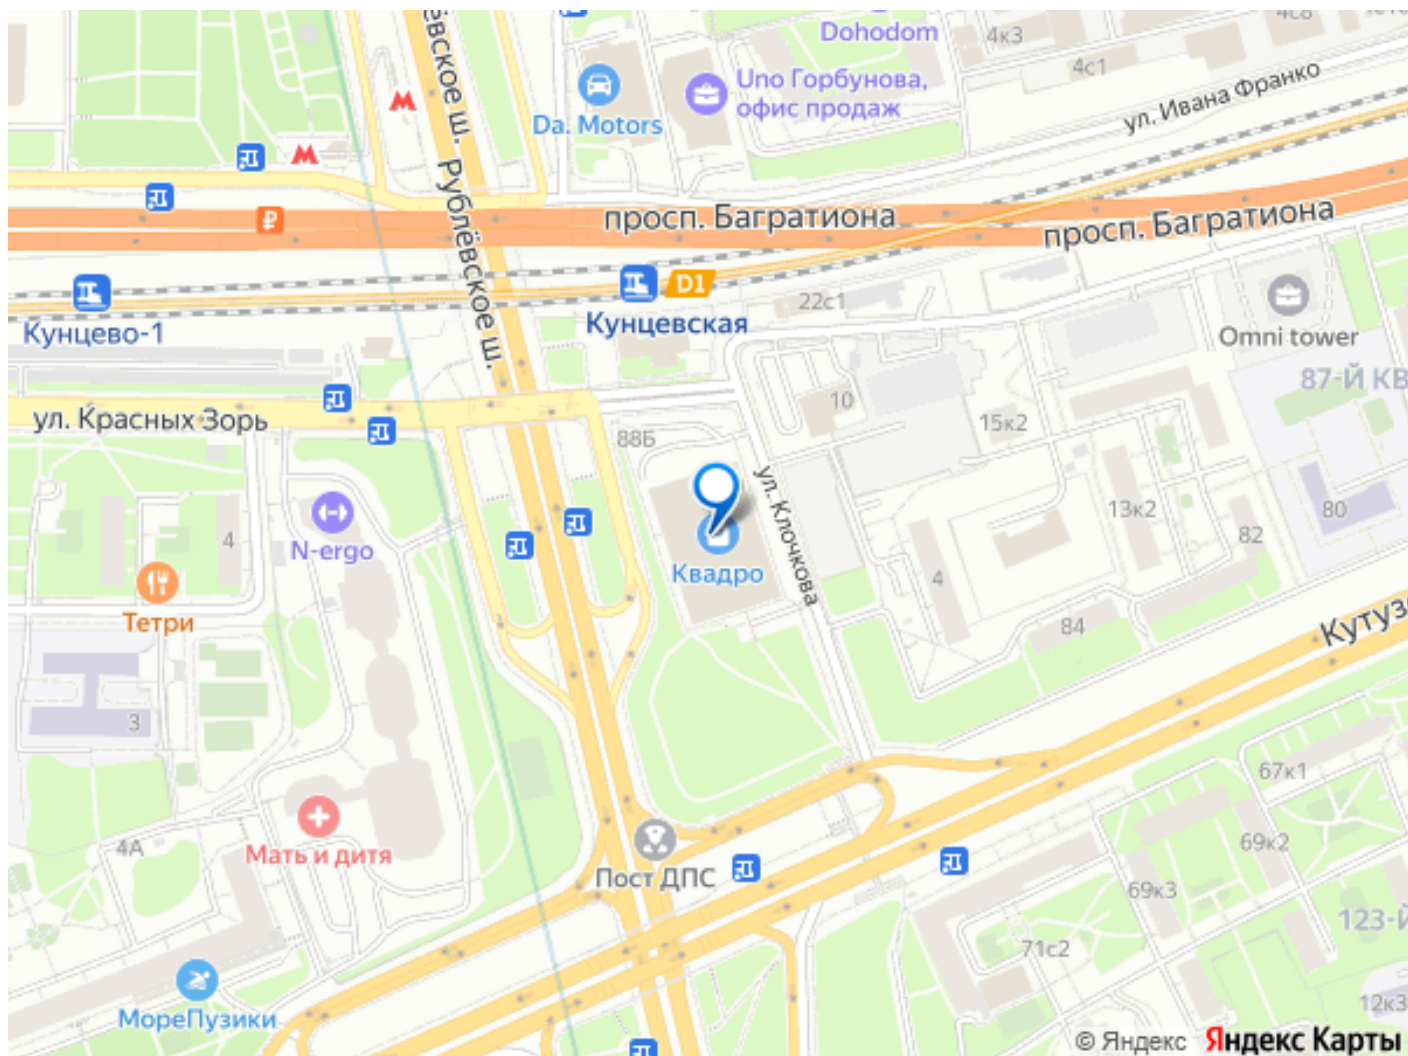 Dohodom
4к3
4с8
4с1
Uno Горбунова,
офис продаж
Da. Motors
ул. Ивана Франко
Рублёвское ш.
просп. Багратиона
просп. Багратиона
₽
D1
Кунцевская
Кунцево-1
22с1
Omni tower
87-Й КВ
ул. Красных Зорь
10
15к2
88Б
ул. Клочкова
N-ergo
4
13к2
80
82
Квадро
Тетри
4
84
Кутузо
3
67к1
4А
Мать и дитя
69к2
Пост ДПС
69к3
123-Й
71с2
МореПузики
12к3
© Яндекс Яндекс Карты